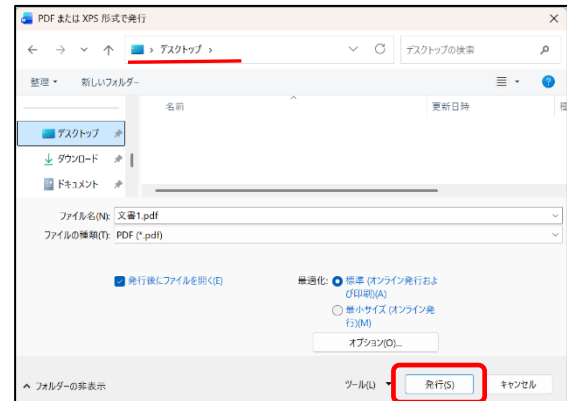 PDF または XPS 形式で発行
デスクトップ
デスクトップの検索
整理
新しいフォルダー
名前
更新日時
デスクトップ
ダウンロード
ドキュメント
ファイル名(N): 文書1.pdf
ファイルの種類(T): PDF (*.pdf)
発行後にファイルを開く(E)
最適化: 標準 (オンライン発行およ
び印刷)(A)
最小サイズ (オンライン発
行)(M)
オプション(O)...
フォルダーの非表示
ツール(L)
発行(S)
キャンセル